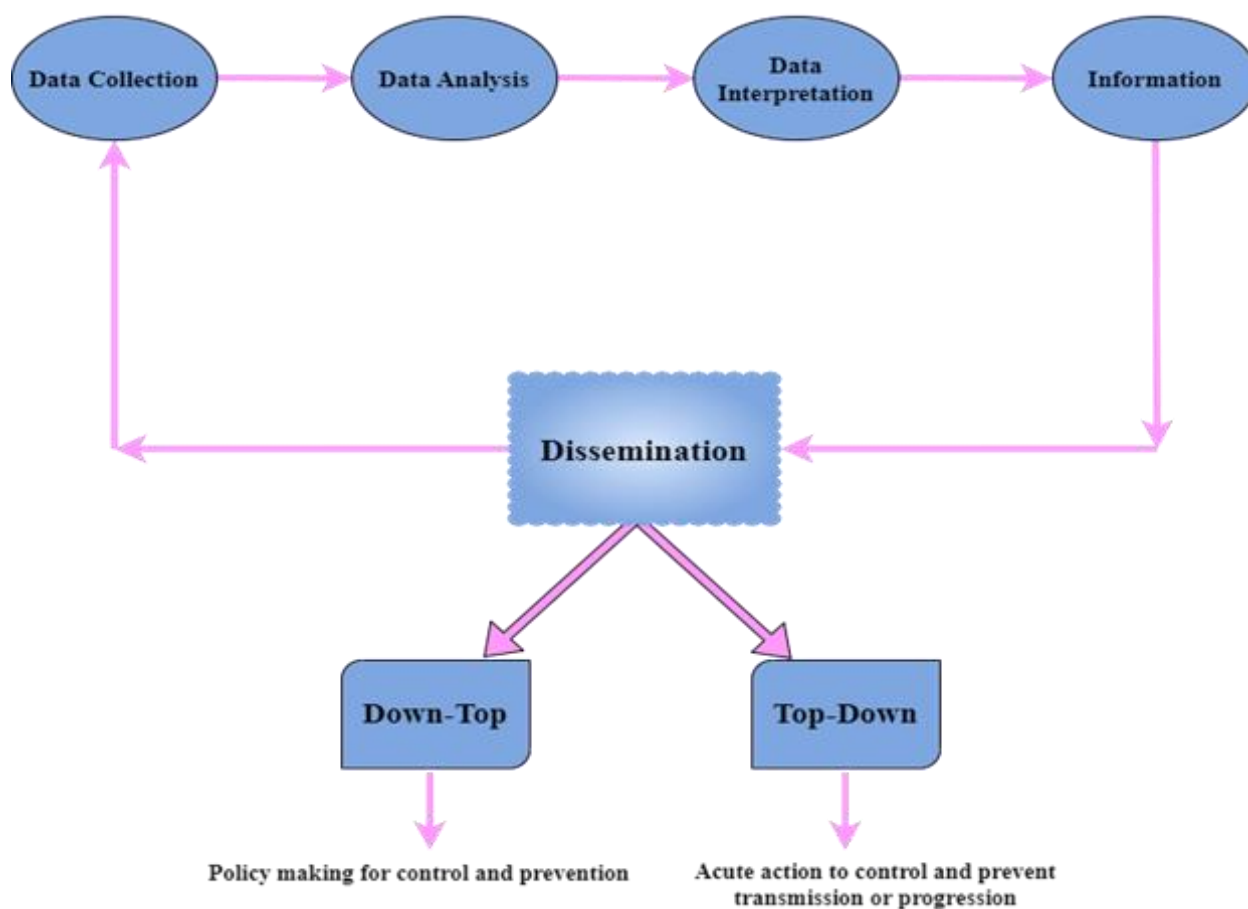 Data Collection
Data Analysis
Data
Interpretation
Information
Dissemination
Down-Top
Top-Down
Policy making for control and prevention
Acute action to control and prevent
transmission or progression